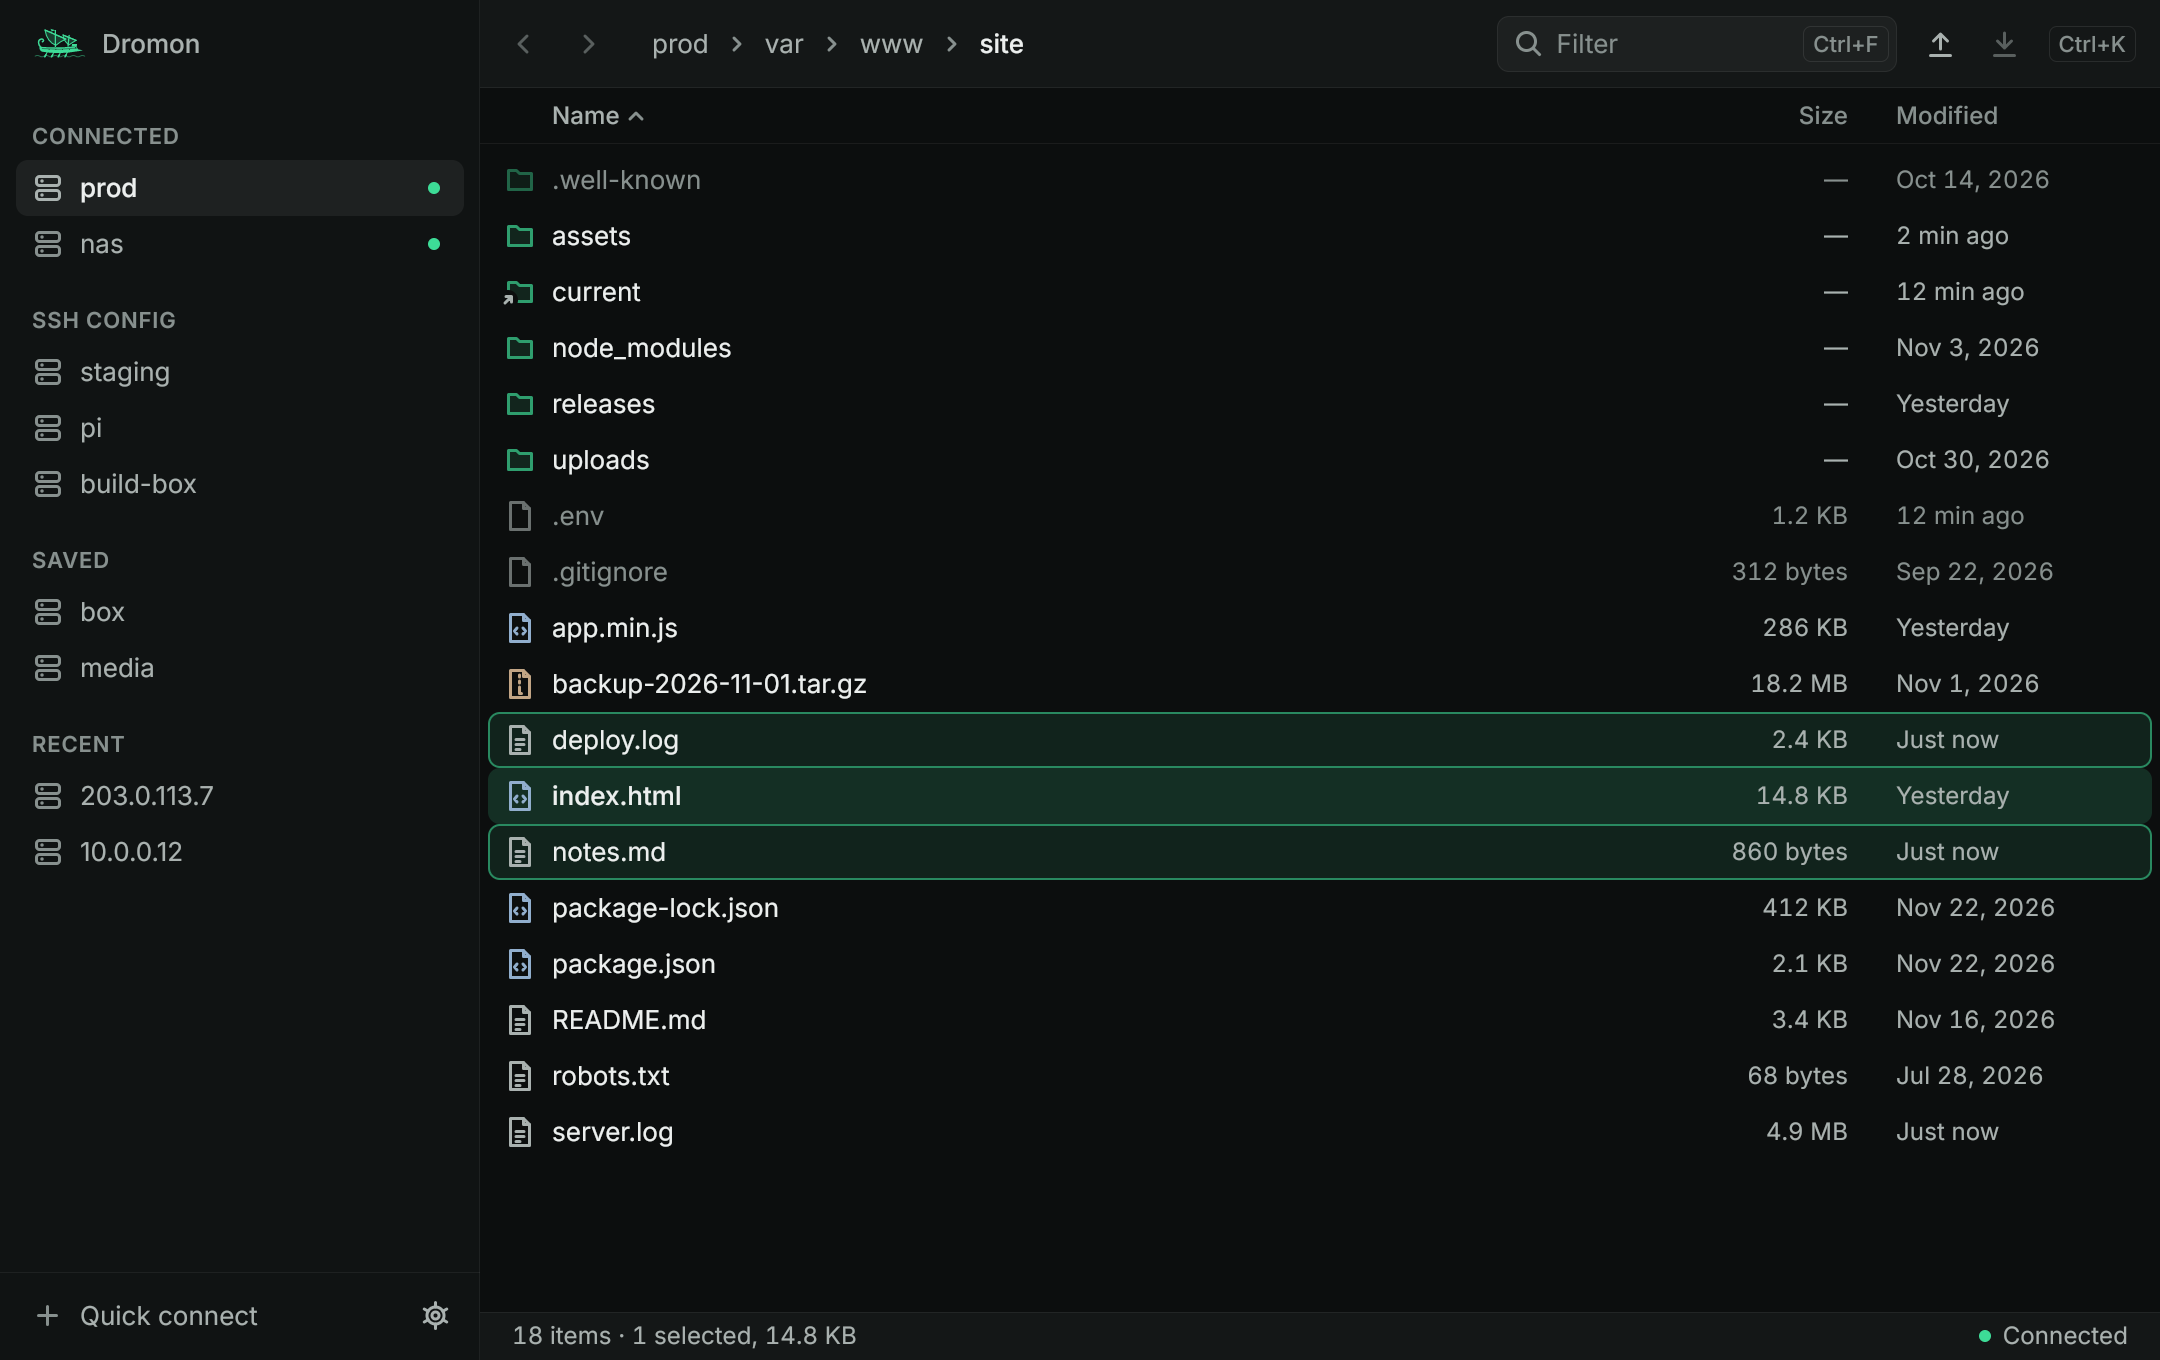 Dromon
prod var www site
Filter Ctrl+F Ctrl+K
CONNECTED
prod
nas
SSH CONFIG
staging
pi
build-box
SAVED
box
media
RECENT
203.0.113.7
10.0.0.12
Quick connect
Name Size Modified
.well-known — Oct 14, 2026
assets — 2 min ago
current — 12 min ago
node_modules — Nov 3, 2026
releases — Yesterday
uploads — Oct 30, 2026
.env 1.2 KB 12 min ago
.gitignore 312 bytes Sep 22, 2026
app.min.js 286 KB Yesterday
backup-2026-11-01.tar.gz 18.2 MB Nov 1, 2026
deploy.log 2.4 KB Just now
index.html 14.8 KB Yesterday
notes.md 860 bytes Just now
package-lock.json 412 KB Nov 22, 2026
package.json 2.1 KB Nov 22, 2026
README.md 3.4 KB Nov 16, 2026
robots.txt 68 bytes Jul 28, 2026
server.log 4.9 MB Just now
18 items · 1 selected, 14.8 KB Connected